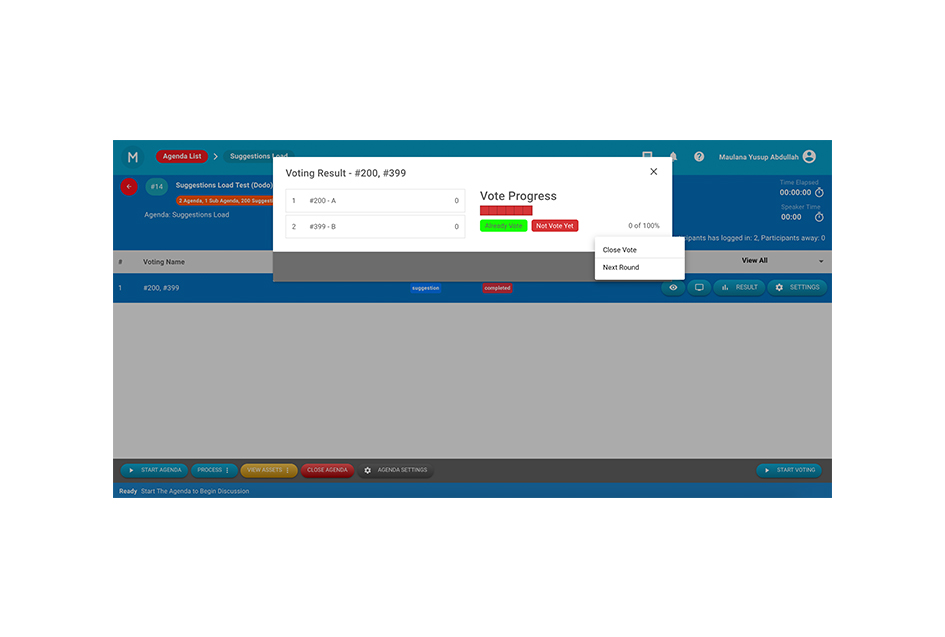 M Agenda List Suggestions Load Maulana Yusup Abdullah
#14 Suggestions Load Test (Dodo)
2 Agenda, 1 Sub Agenda, 200
Agenda: Suggestions Load
Time Elapsed
00:00:00
Speaker Time
00:00
has logged in: 2, Participants away: 0
Voting Result - #200, #399
1 #200 - A 0
2 #399 - B 0
Vote Progress
Already Vote Not Vote Yet 0 of 100%
Close Vote
Next Round
# Voting Name View All
1 #200, #399 suggestion completed RESULT SETTINGS
START AGENDA PROCESS VIEW ASSETS CLOSE AGENDA AGENDA SETTINGS START VOTING
Ready Start The Agenda to Begin Discussion